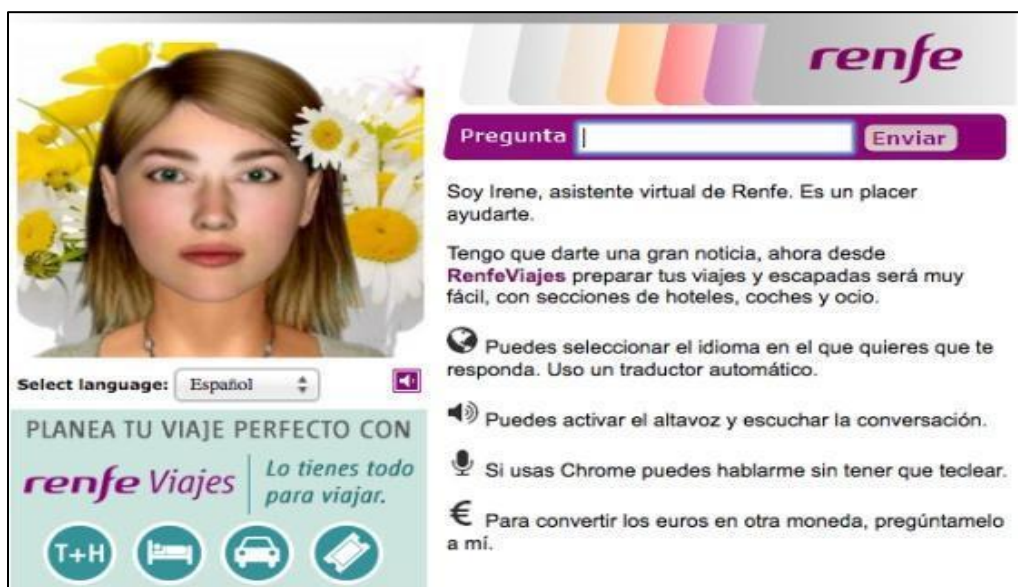 renfe
Pregunta
Enviar
Soy Irene, asistente virtual de Renfe. Es un placer
ayudarte.
Tengo que darte una gran noticia, ahora desde
RenfeViajes preparar tus viajes y escapadas será muy
fácil, con secciones de hoteles, coches y ocio.
Puedes seleccionar el idioma en el que quieres que te
responda. Uso un traductor automático.
Puedes activar el altavoz y escuchar la conversación.
Si usas Chrome puedes hablarme sin tener que teclear.
€ Para convertir los euros en otra moneda, pregúntamelo
a mí.
Select language: Español
PLANEA TU VIAJE PERFECTO CON
renfe Viajes
Lo tienes todo
para viajar.
T+H